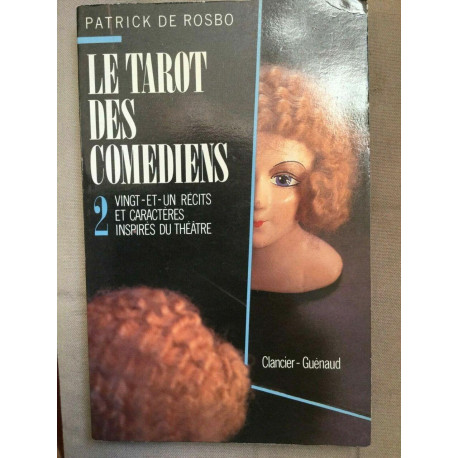 PATRICK DE ROSBO
LE TAROT
DES
COMEDIENS
2
VINGT-ET-UN RÉCITS
ET CARACTÈRES
INSPIRÉS DU THÉÂTRE
Clancier-Guénaud